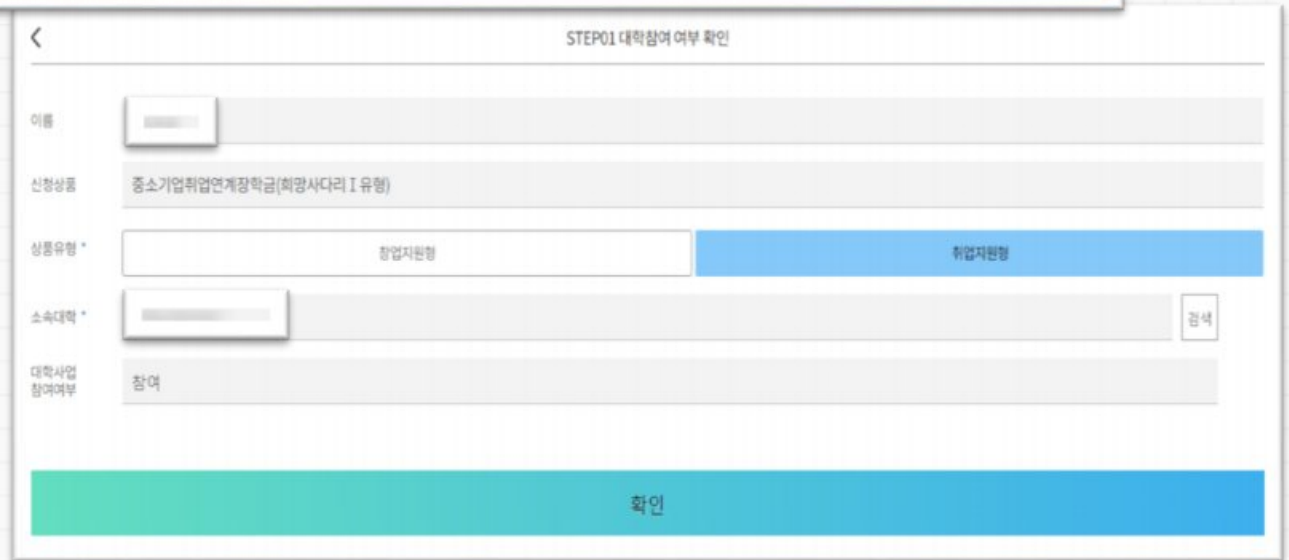 STEP01 대학참여 여부 확인
이름
신청상품
중소기업취업연계장학금(희망사다리 I 유형)
상품유형 *
창업지원형
취업지원형
소속대학 *
검색
대학사업
참여여부
참여
확인